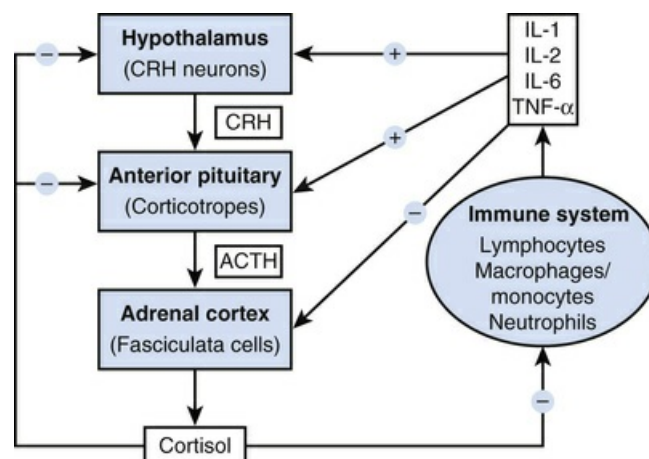 Hypothalamus
(CRH neurons)
CRH
Anterior pituitary
(Corticotropes)
ACTH
Adrenal cortex
(Fasciculata cells)
Cortisol
IL-1
IL-2
IL-6
TNF-α
Immune system
Lymphocytes
Macrophages/
monocytes
Neutrophils
−
−
+
+
−
−